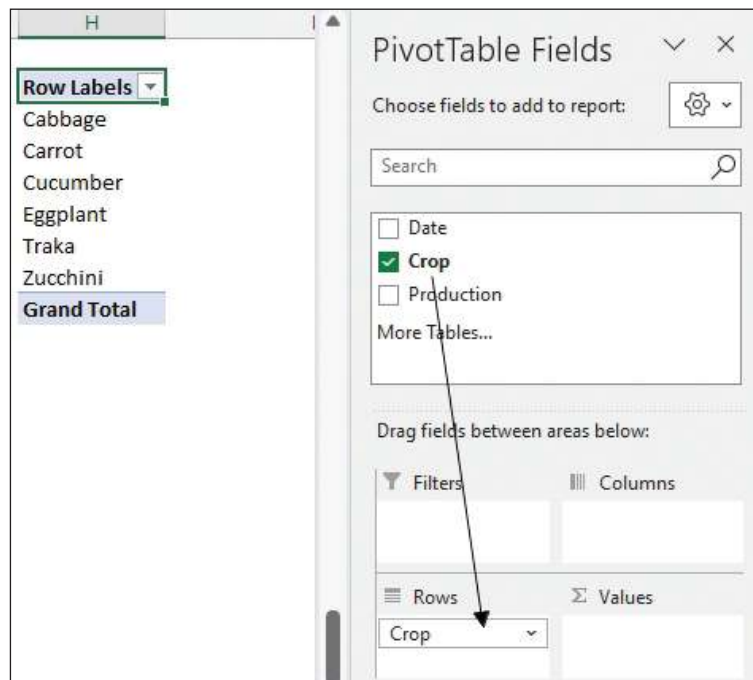 H
Row Labels
Cabbage
Carrot
Cucumber
Eggplant
Traka
Zucchini
Grand Total
PivotTable Fields
Choose fields to add to report:
Search
Date
Crop
Production
More Tables...
Drag fields between areas below:
Filters
Columns
Rows
Σ Values
Crop